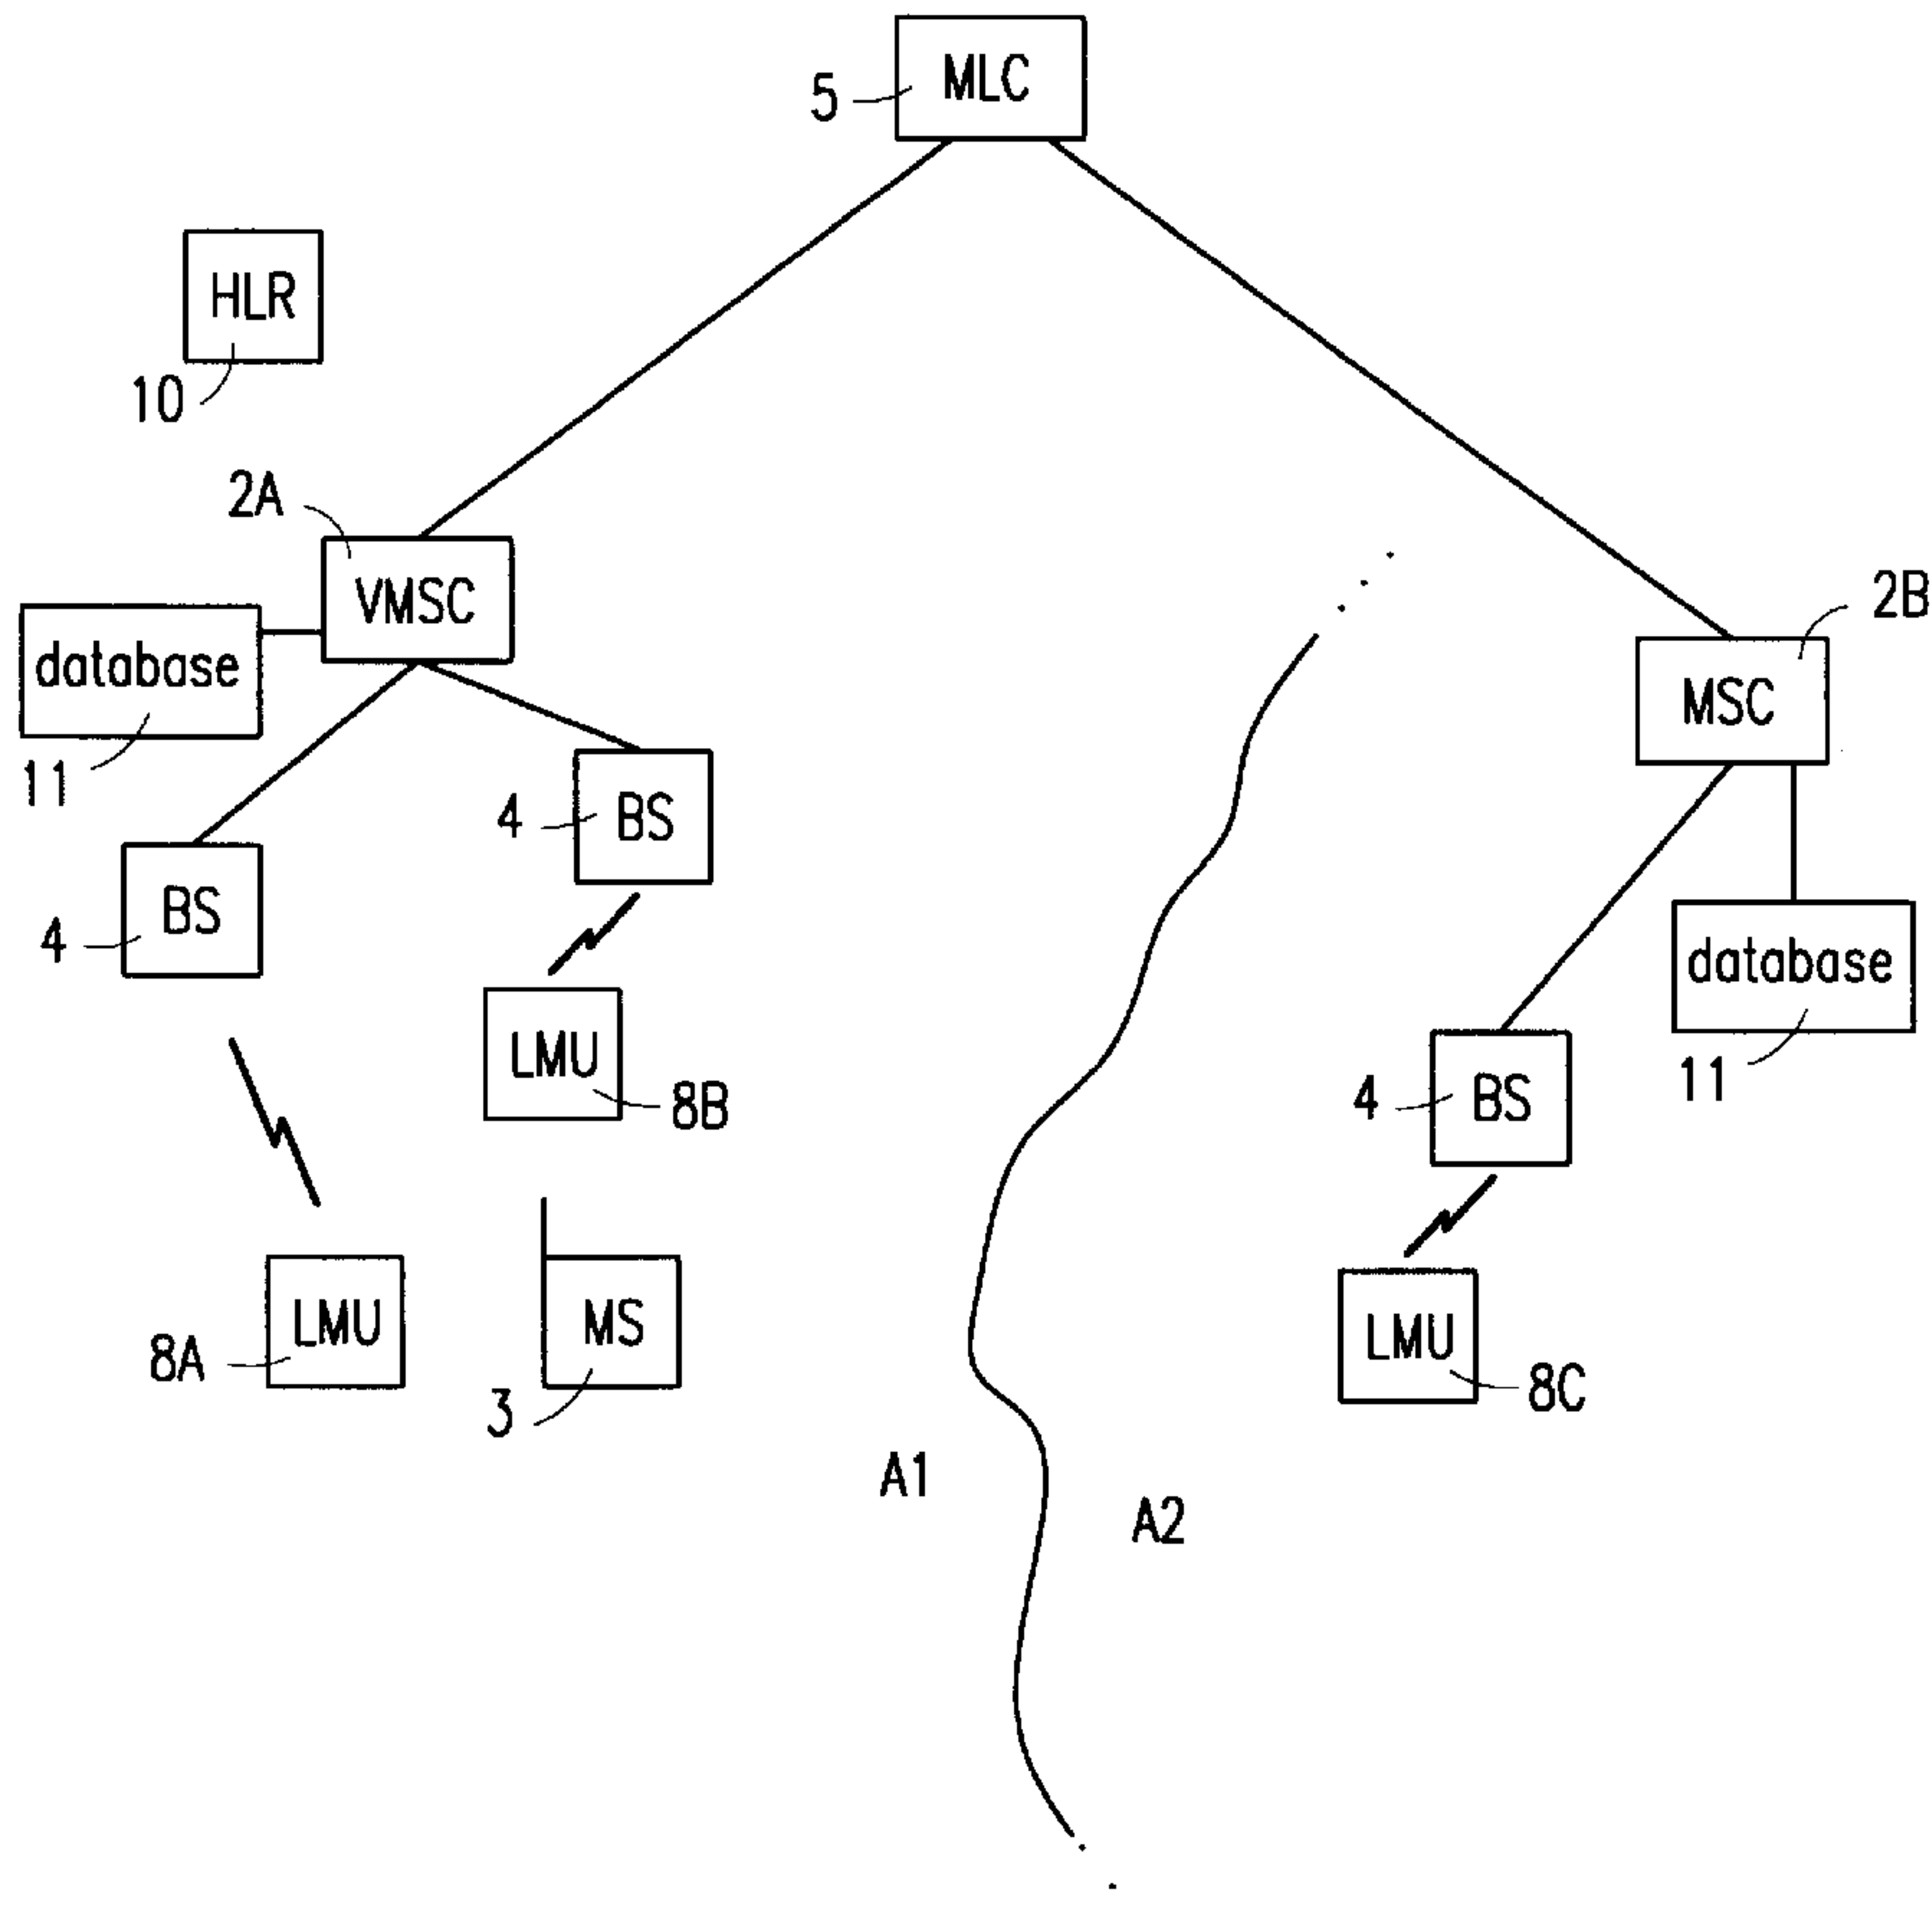 MLC
5
HLR
10
2A
VMSC
2B
database
MSC
11
4
BS
4
BS
database
LMU
8B
4
BS
11
LMU
8A
MS
3
LMU
8C
A1
A2